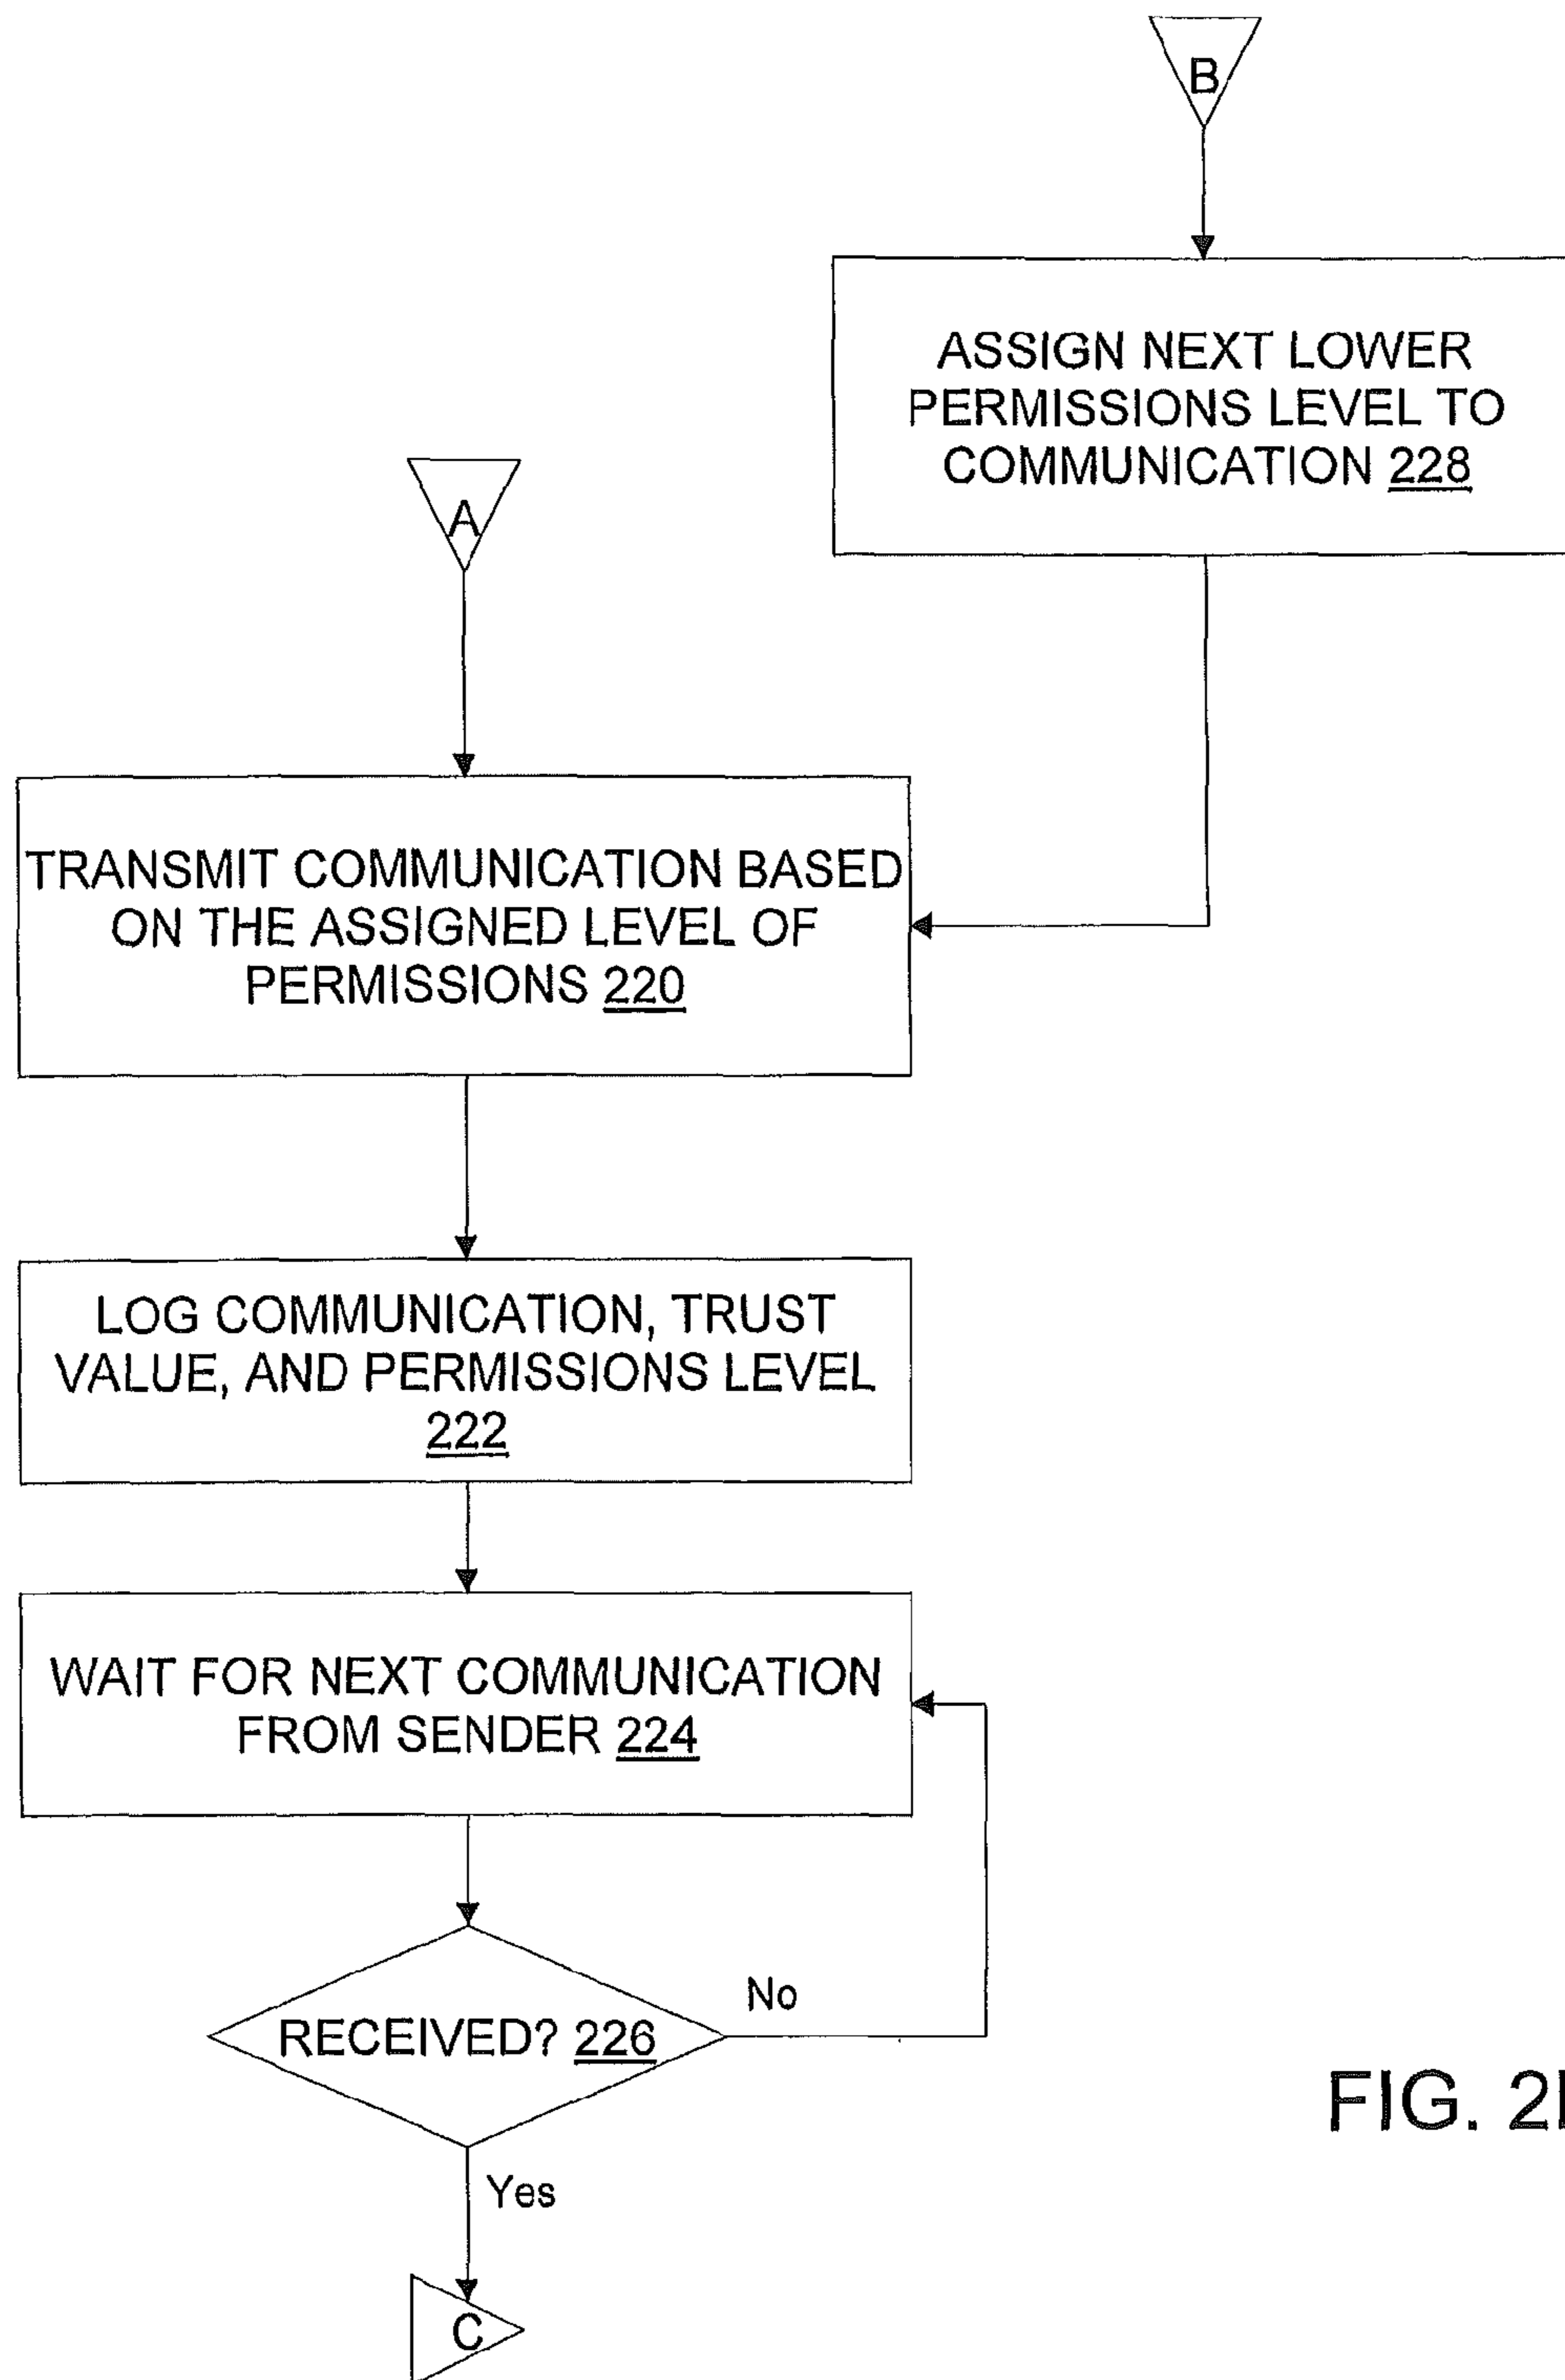 B
ASSIGN NEXT LOWER
PERMISSIONS LEVEL TO
COMMUNICATION 228
A
TRANSMIT COMMUNICATION BASED
ON THE ASSIGNED LEVEL OF
PERMISSIONS 220
LOG COMMUNICATION, TRUST
VALUE, AND PERMISSIONS LEVEL
222
WAIT FOR NEXT COMMUNICATION
FROM SENDER 224
No
RECEIVED? 226
Yes
FIG.
C